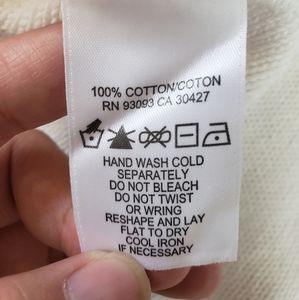 100% COTTON/COTON
RN 93093 CA 30427
HAND WASH COLD
SEPARATELY
DO NOT BLEACH
DO NOT TWIST
OR WRING
RESHAPE AND LAY
FLAT TO DRY
COOL IRON
IF NECESSARY